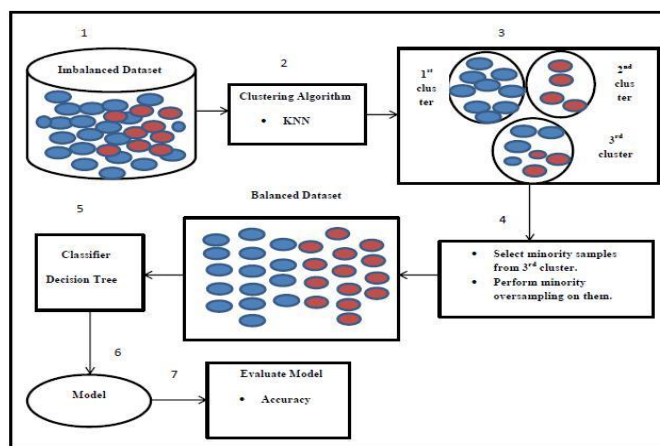 1
Imbalanced Dataset
2
Clustering Algorithm
• KNN
3
1st
clus
ter
2nd
clus
ter
3rd
cluster
4
• Select minority samples
from 3rd cluster.
• Perform minority
oversampling on them.
Balanced Dataset
5
Classifier
Decision Tree
6
Model
7
Evaluate Model
• Accuracy